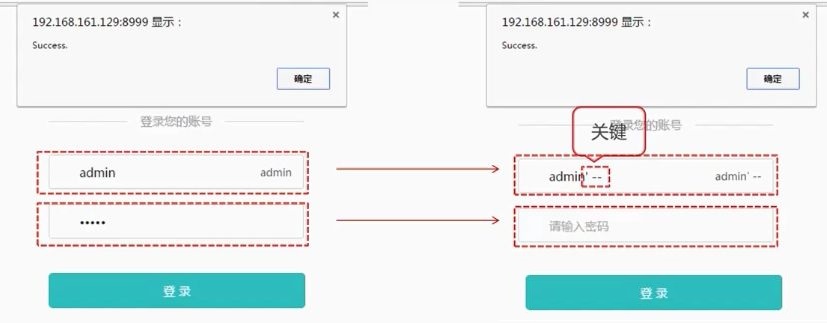 192.168.161.129:8999 显示：
Success.
确定
登录您的账号
admin admin
•••••
登 录
192.168.161.129:8999 显示：
Success.
确定
关键
登录您的账号
admin' -- admin' --
请输入密码
登 录